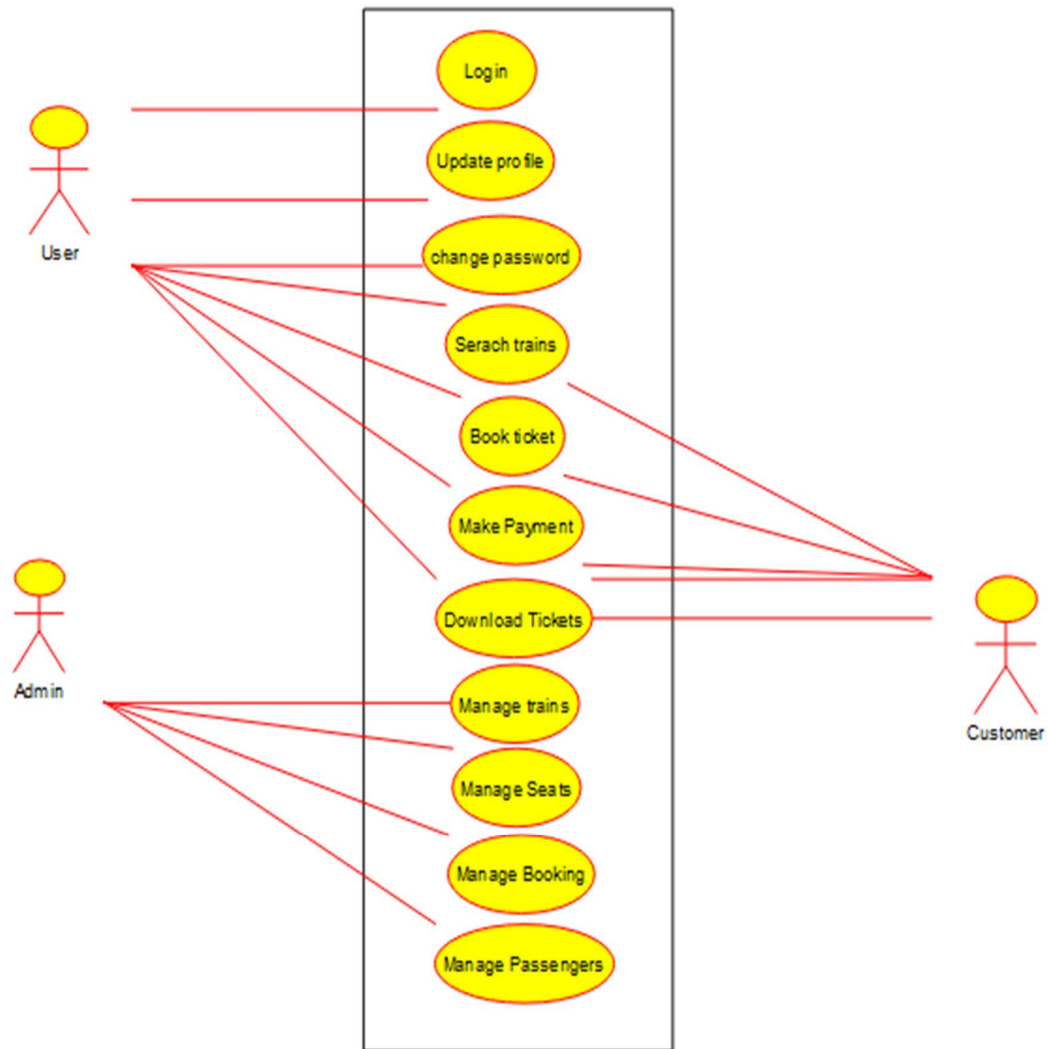 Login
Update profile
User
change password
Serach trains
Book ticket
Make Payment
Download Tickets
Admin
Manage trains
Customer
Manage Seats
Manage Booking
Manage Passengers